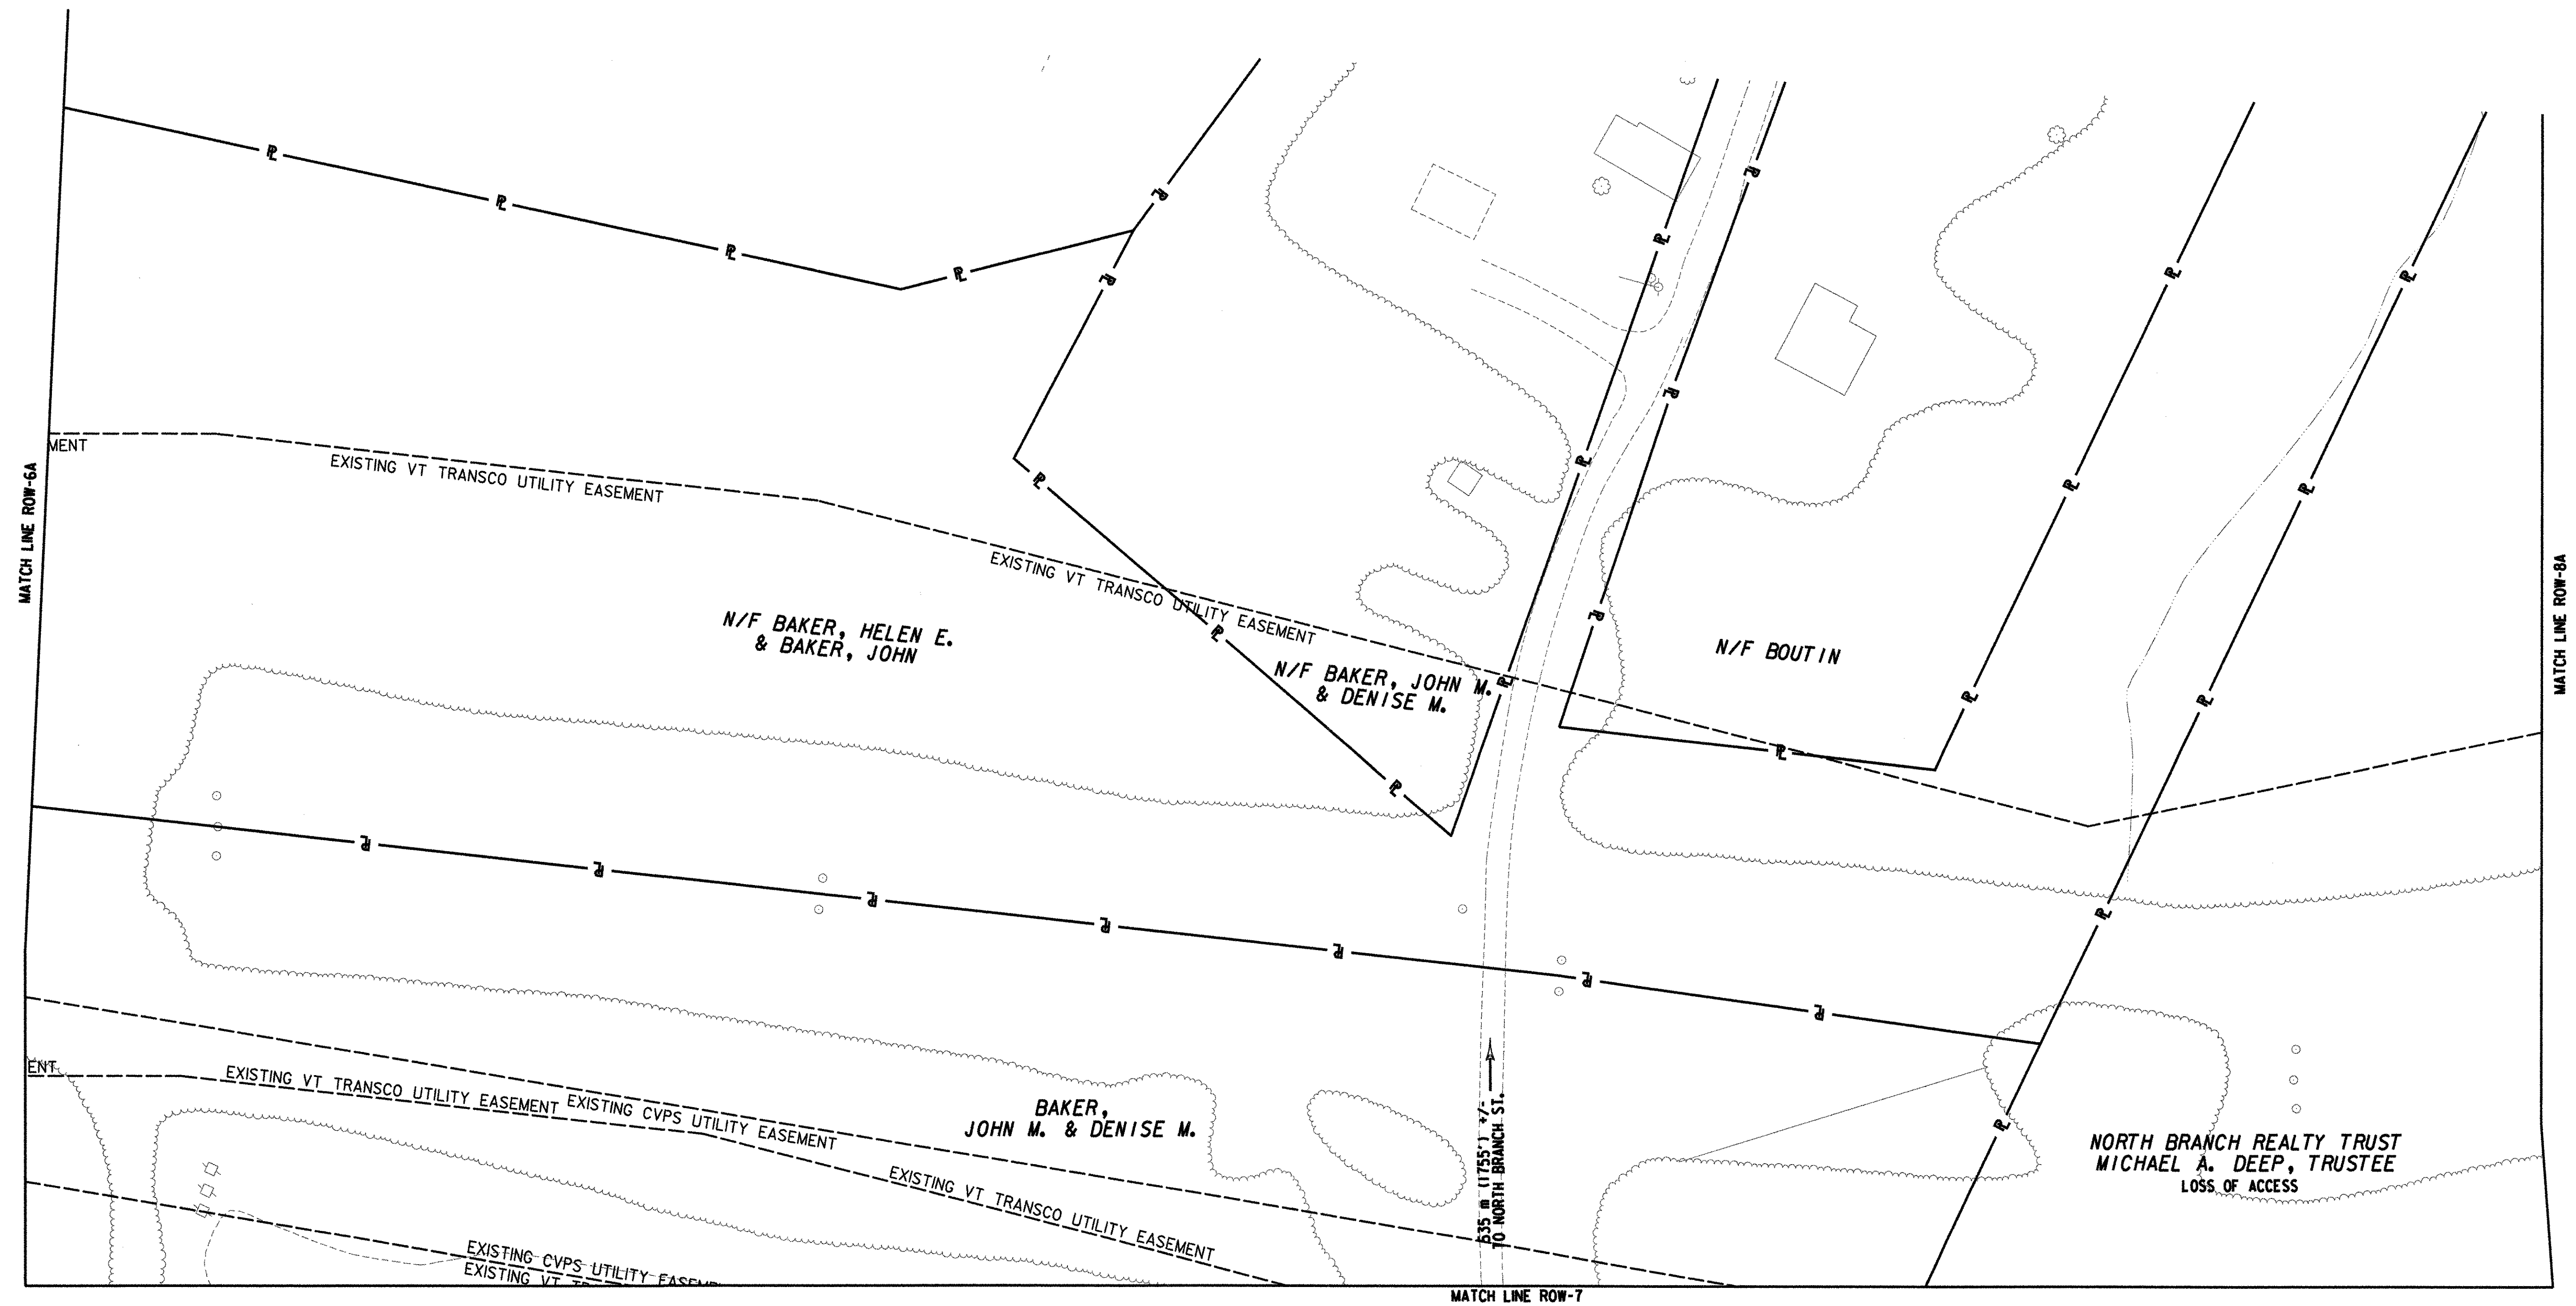 MENT
EXISTING VT TRANSCO UTILITY EASEMENT
EXISTING VT TRANSCO UTILITY EASEMENT
MATCH LINE ROW-6A
MATCH LINE ROW-8A
N/F BAKER, HELEN E.
& BAKER, JOHN
N/F BAKER, JOHN M.
& DENISE M.
N/F BOUTIN
ENT
EXISTING VT TRANSCO UTILITY EASEMENT
EXISTING CVPS UTILITY EASEMENT
BAKER,
JOHN M. & DENISE M.
535 m (1755') +/-
TO NORTH BRANCH ST.
NORTH BRANCH REALTY TRUST
MICHAEL A. DEEP, TRUSTEE
LOSS OF ACCESS
EXISTING VT TRANSCO UTILITY EASEMENT
EXISTING CVPS UTILITY
EXISTING VT
MATCH LINE ROW-7